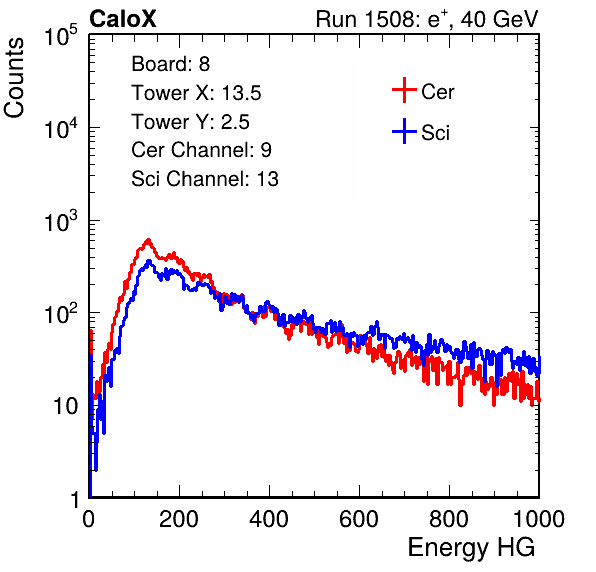 CaloX Run 1508: e⁺, 40 GeV
Counts
10⁵
10⁴
10³
10²
10
1
Board: 8
Tower X: 13.5
Tower Y: 2.5
Cer Channel: 9
Sci Channel: 13
Cer
Sci
0 200 400 600 800 1000
Energy HG